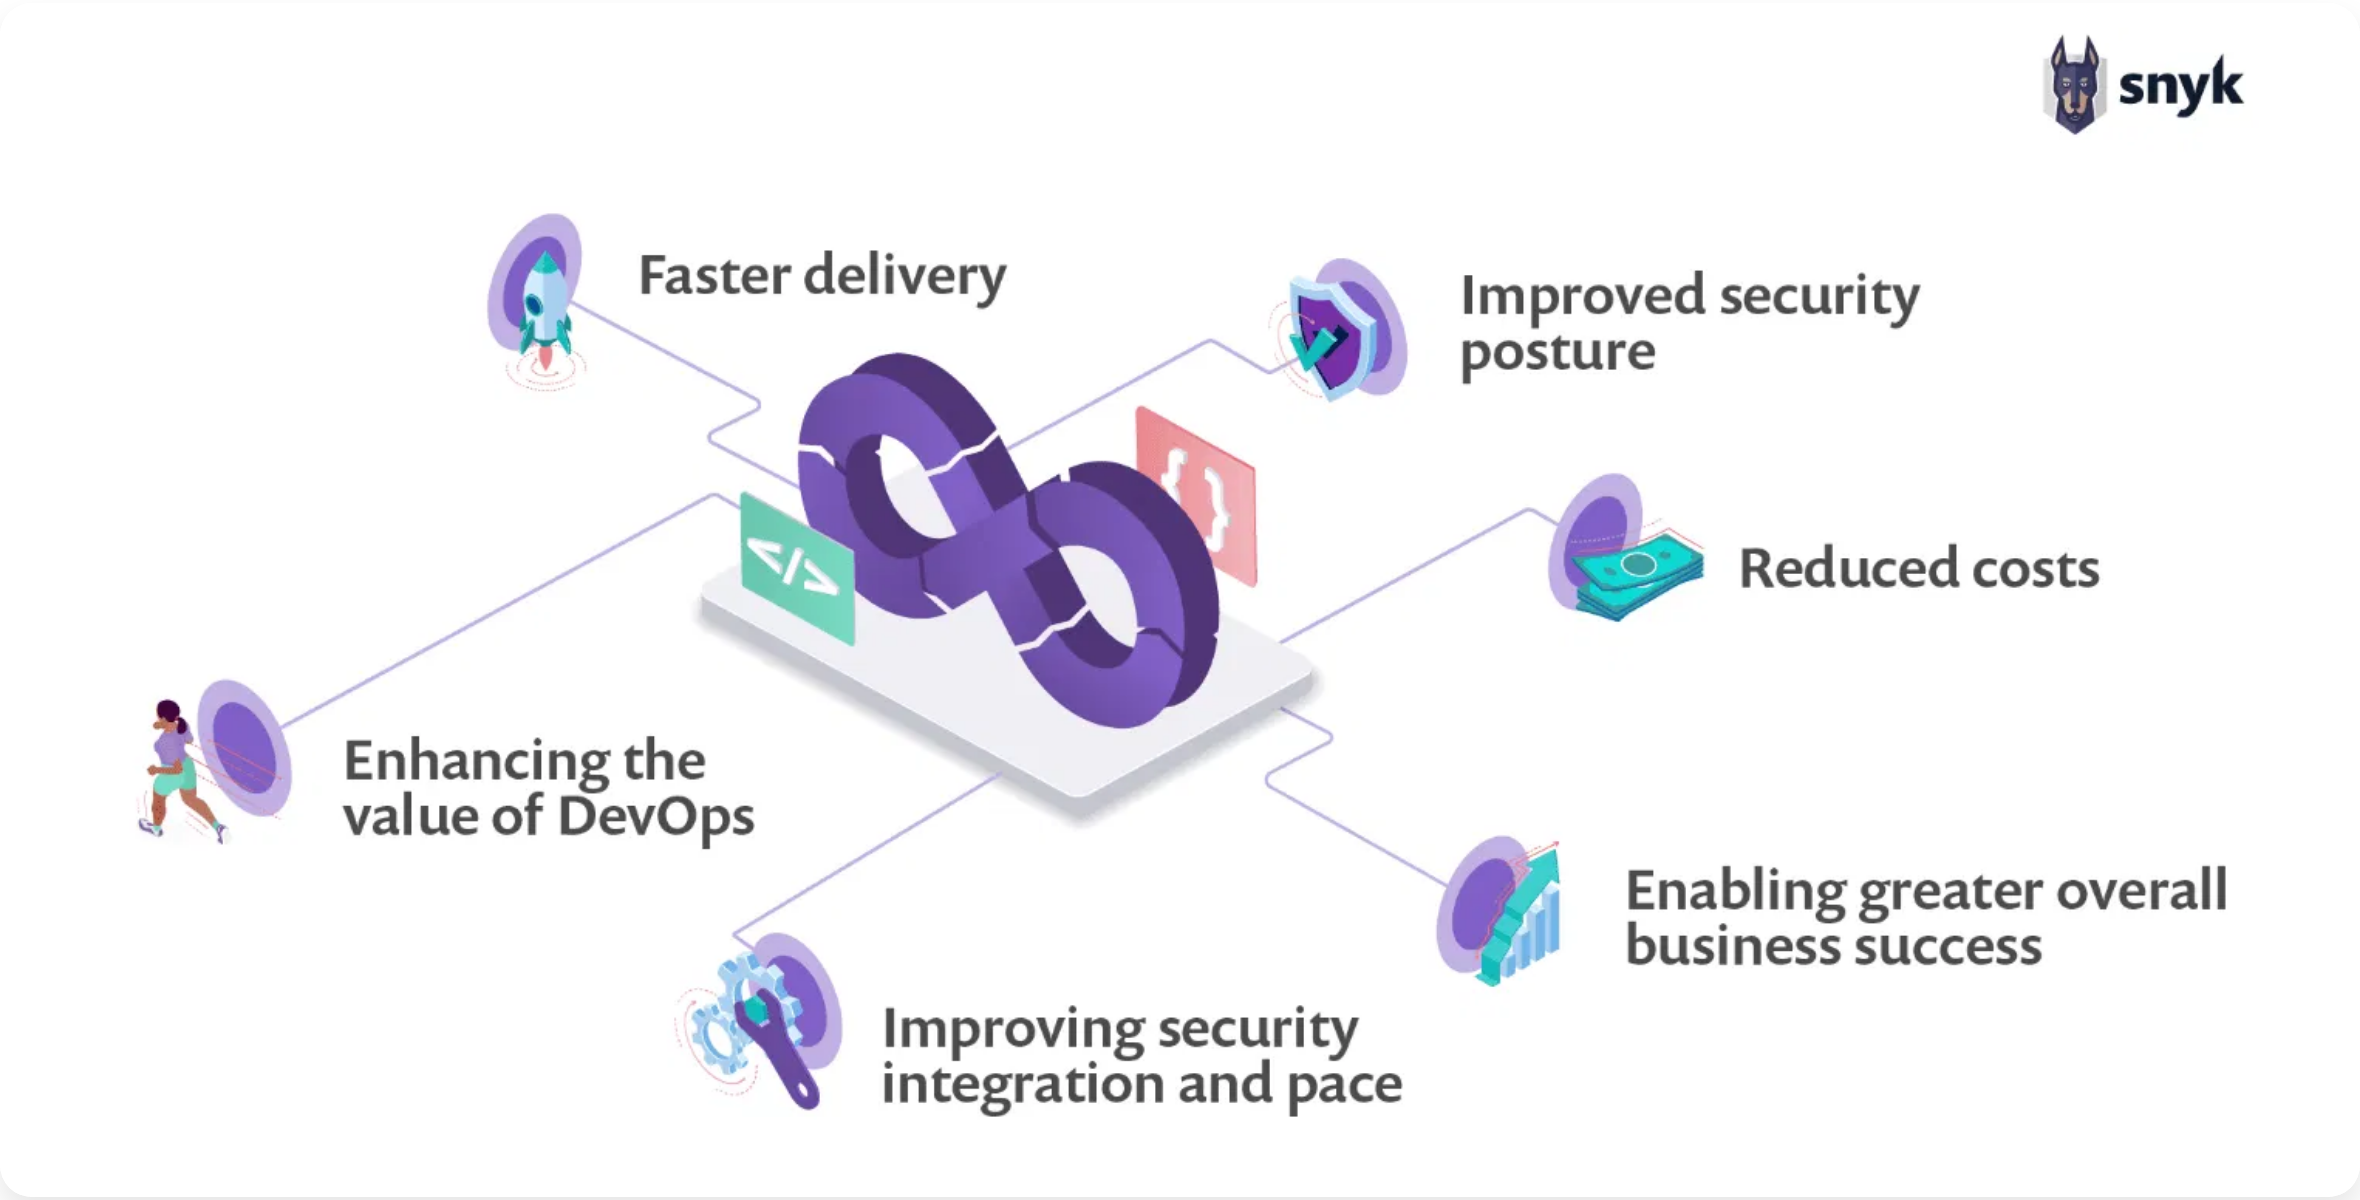 snyk
Faster delivery
Improved security
posture
</>
{ }
Reduced costs
Enhancing the
value of DevOps
Enabling greater overall
business success
Improving security
integration and pace